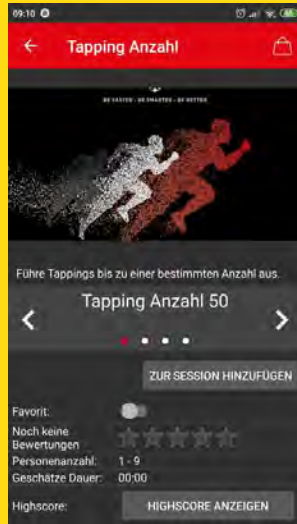 09:10
Tapping Anzahl
BE FASTER - BE SMARTER - BE BETTER
Führe Tappings bis zu einer bestimmten Anzahl aus.
Tapping Anzahl 50
ZUR SESSION HINZUFÜGEN
Favorit:
Noch keine
Bewertungen
Personenanzahl: 1 - 9
Geschätze Dauer: 00:00
Highscore: HIGHSCORE ANZEIGEN